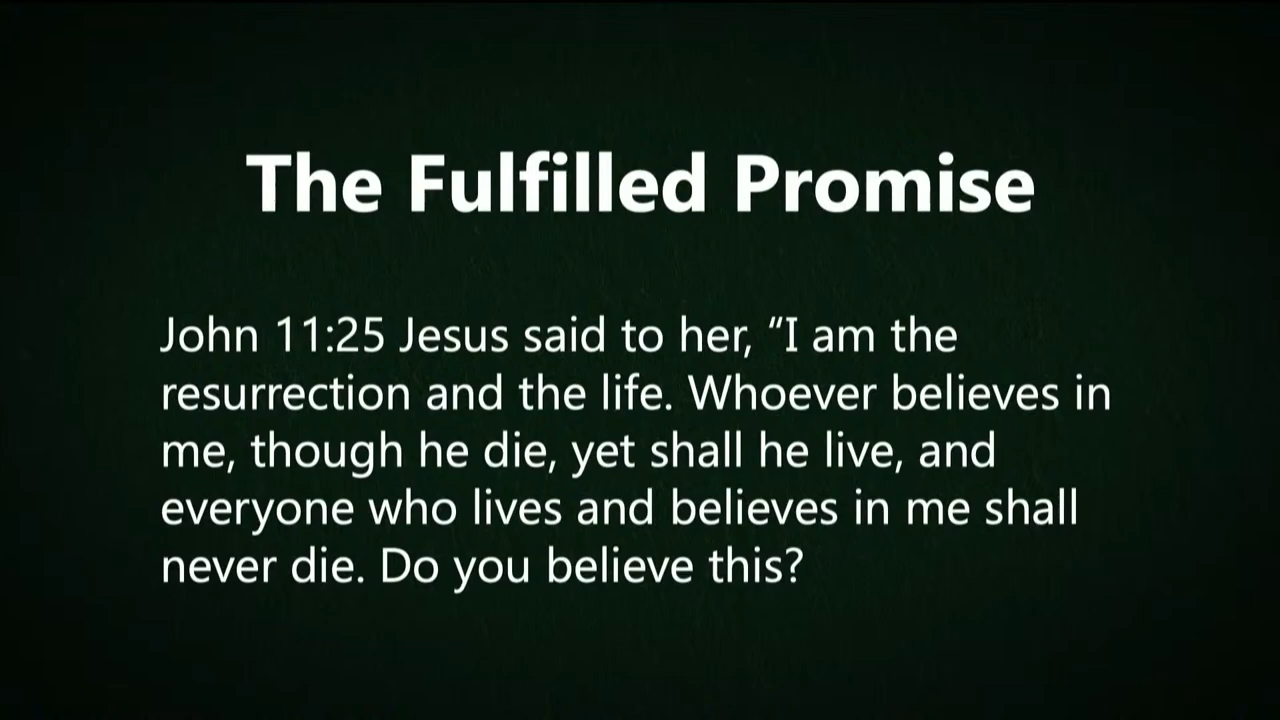 The Fulfilled Promise
John 11:25 Jesus said to her, “I am the
resurrection and the life. Whoever believes in
me, though he die, yet shall he live, and
everyone who lives and believes in me shall
never die. Do you believe this?